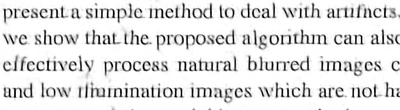 present a simple method to deal with artifacts.
we show that the proposed algorithm can also
effectively process natural blurred images c
and low illumination images which are not ha